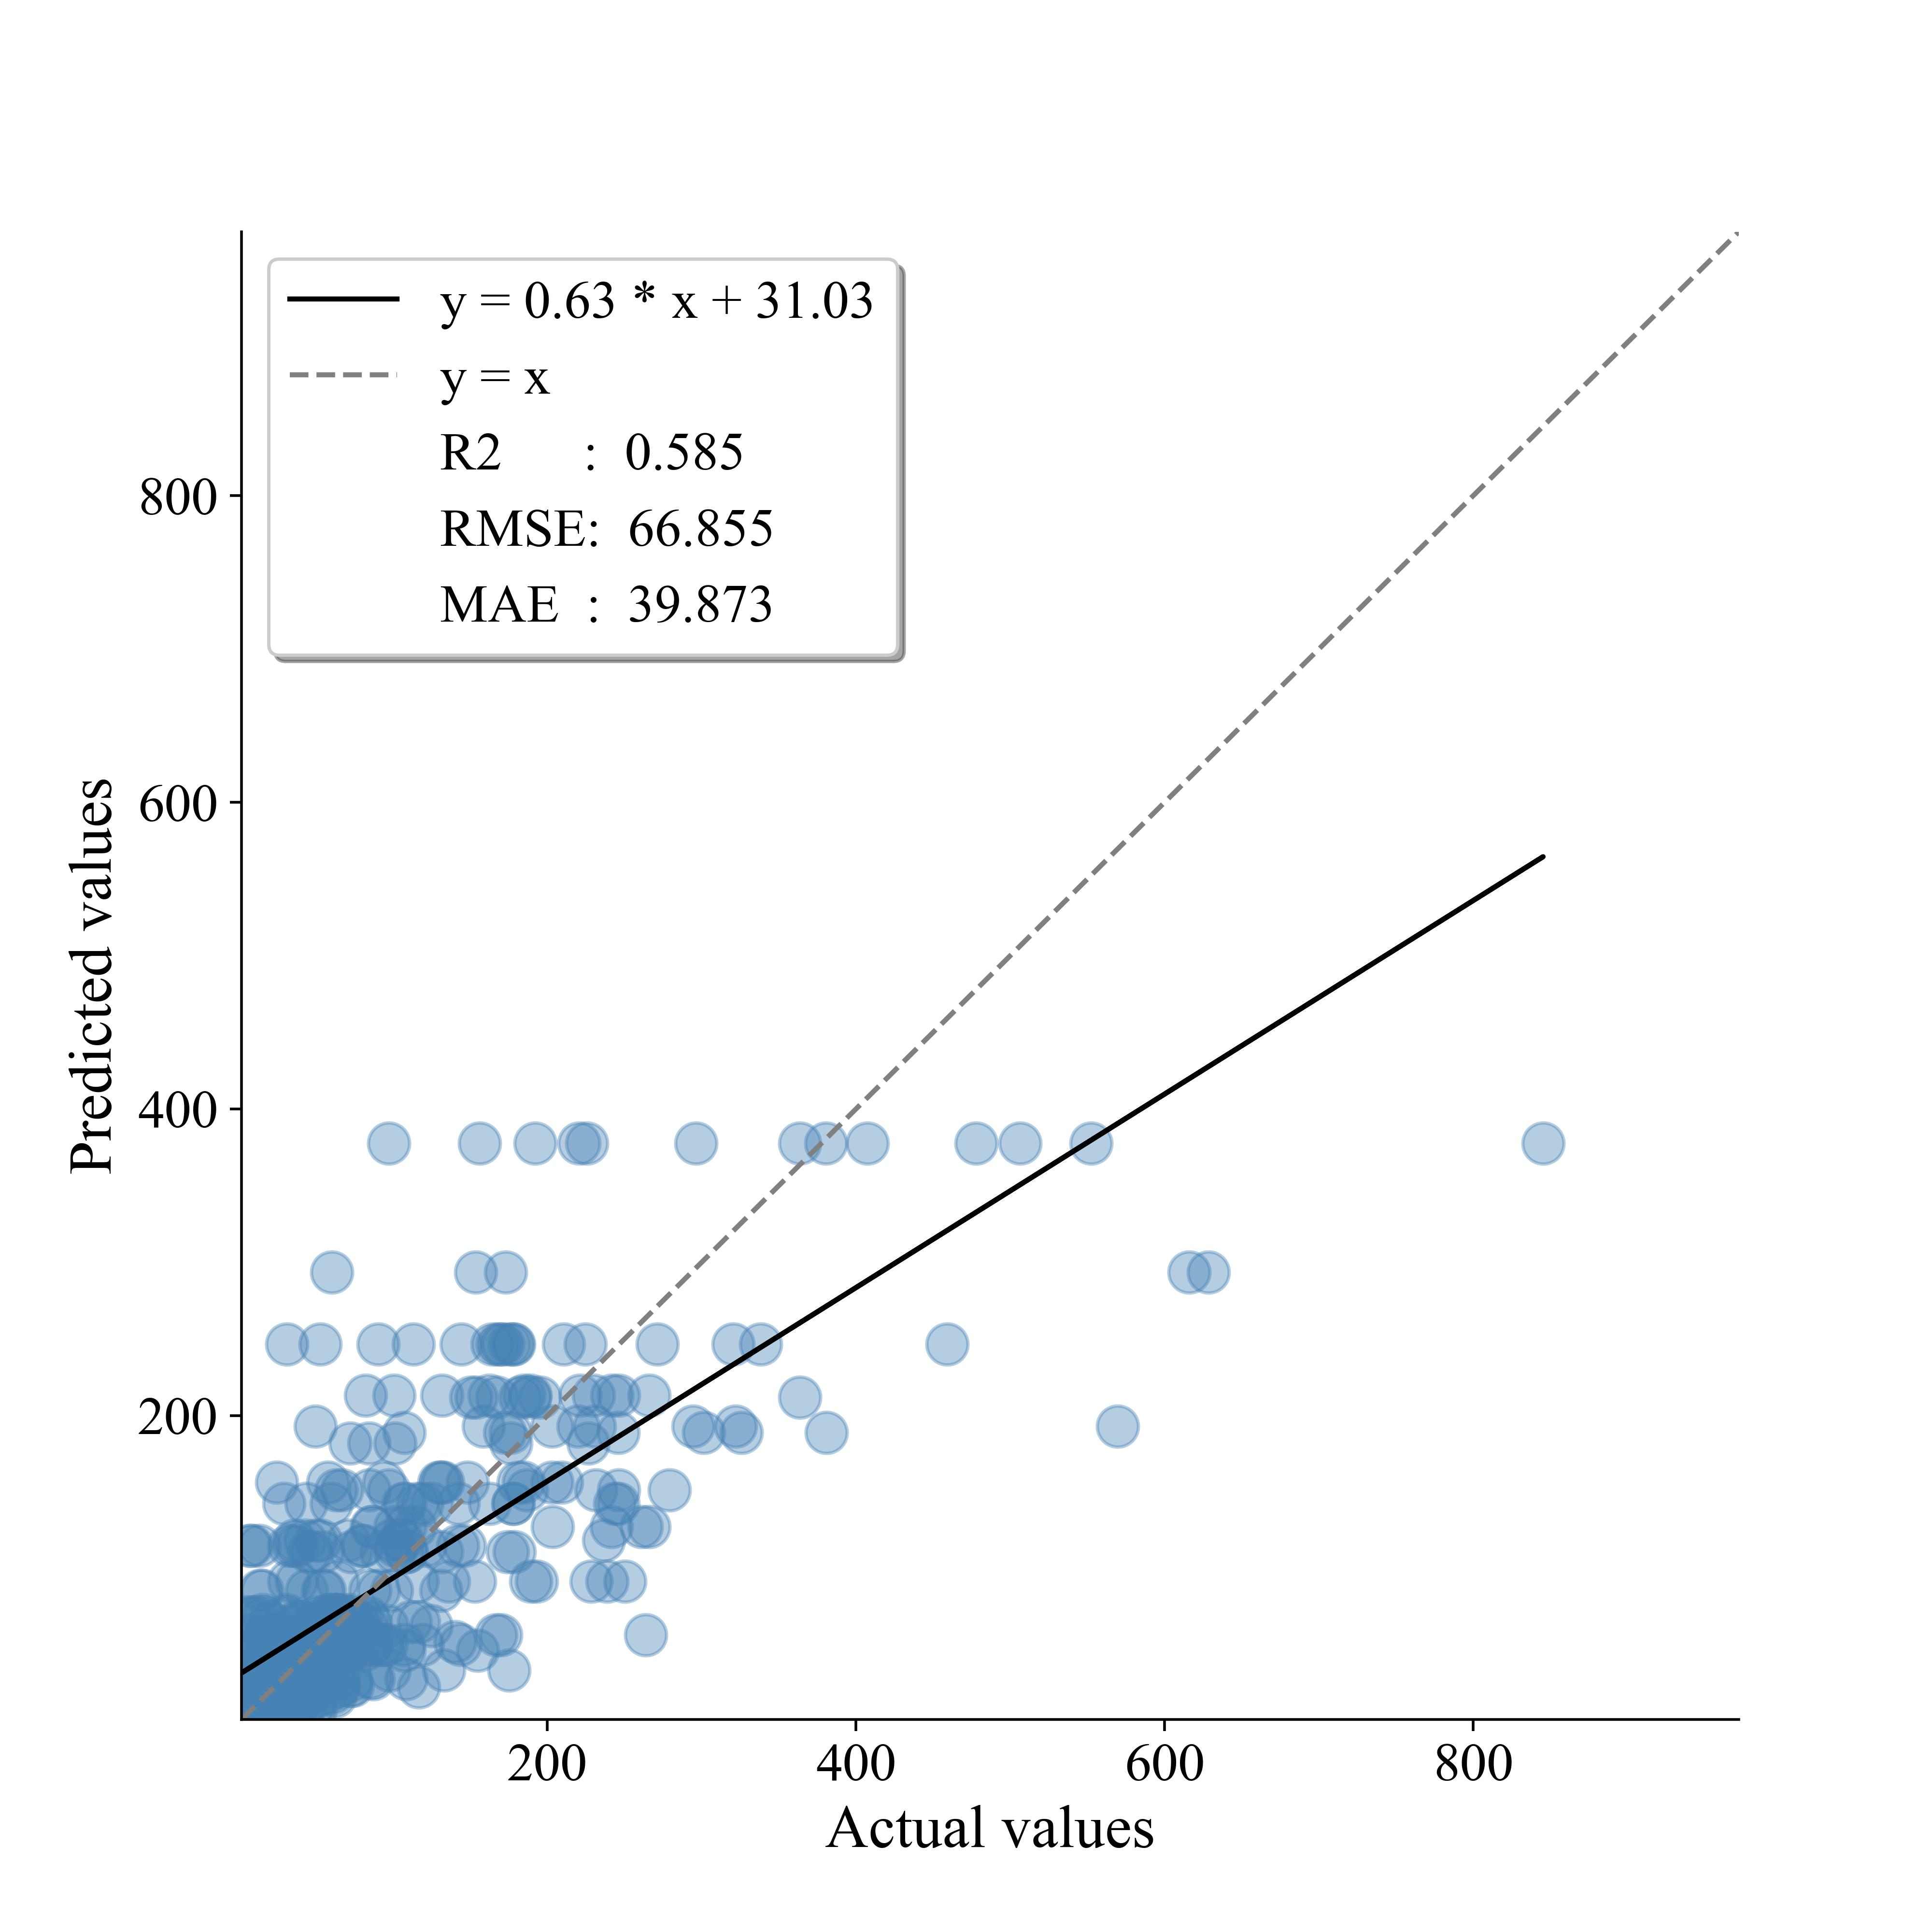 y = 0.63 * x + 31.03
y = x
R2 : 0.585
RMSE: 66.855
MAE : 39.873
800
600
400
200
Predicted values
200 400 600 800
Actual values